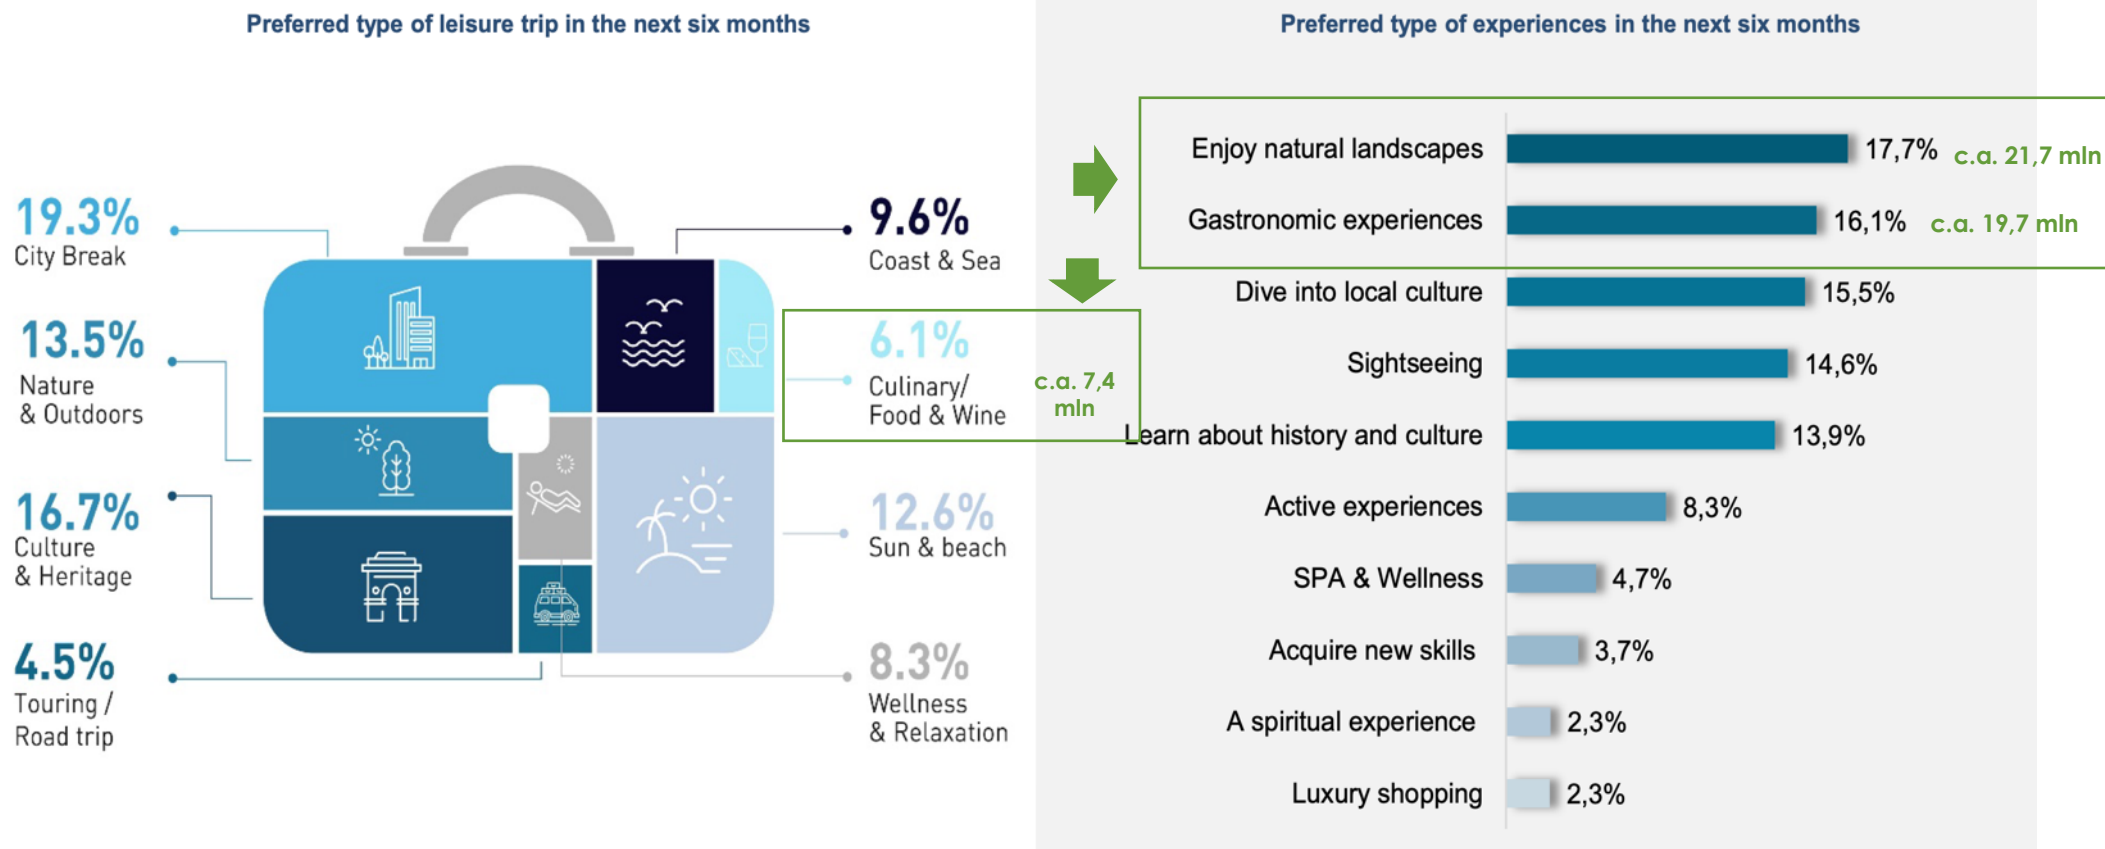 Preferred type of leisure trip in the next six months
19.3%
City Break
13.5%
Nature
& Outdoors
16.7%
Culture
& Heritage
4.5%
Touring /
Road trip
9.6%
Coast & Sea
6.1%
Culinary/
Food & Wine
c.a. 7,4
mln
12.6%
Sun & beach
8.3%
Wellness
& Relaxation
Preferred type of experiences in the next six months
Enjoy natural landscapes 17,7% c.a. 21,7 mln
Gastronomic experiences 16,1% c.a. 19,7 mln
Dive into local culture 15,5%
Sightseeing 14,6%
Learn about history and culture 13,9%
Active experiences 8,3%
SPA & Wellness 4,7%
Acquire new skills 3,7%
A spiritual experience 2,3%
Luxury shopping 2,3%